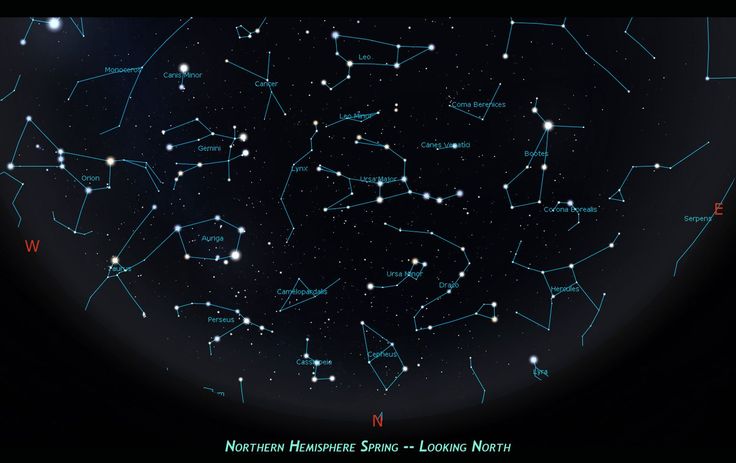 Leo
Monoceros
Canis Minor
Cancer
Coma Berenices
Leo Minor
Canes Venatici
Gemini
Bootes
Lynx
Orion
Ursa Major
Corona Borealis
E
Serpens
W
Auriga
Taurus
Ursa Minor
Draco
Camelopardalis
Hercules
Perseus
Cepheus
Cassiopeia
Lyra
N
Northern Hemisphere Spring -- Looking North